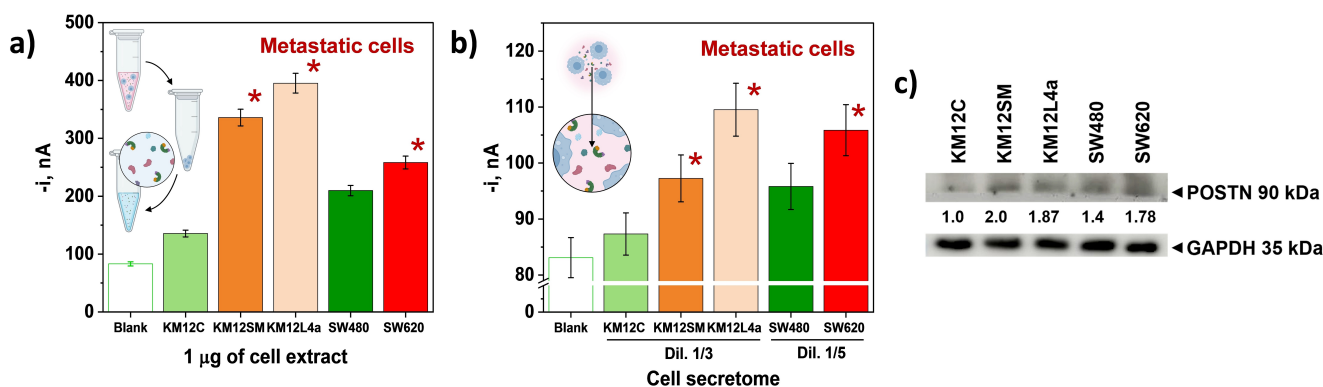 a)
500
400
300
200
100
0
-i, nA
Metastatic cells
*
*
*
Blank KM12C KM12SM KM12L4a SW480 SW620
1 μg of cell extract
b)
120
110
100
90
80
0
-i, nA
Metastatic cells
*
*
*
Blank KM12C KM12SM KM12L4a SW480 SW620
Dil. 1/3 Dil. 1/5
Cell secretome
c)
KM12C
KM12SM
KM12L4a
SW480
SW620
POSTN 90 kDa
1.0 2.0 1.87 1.4 1.78
GAPDH 35 kDa